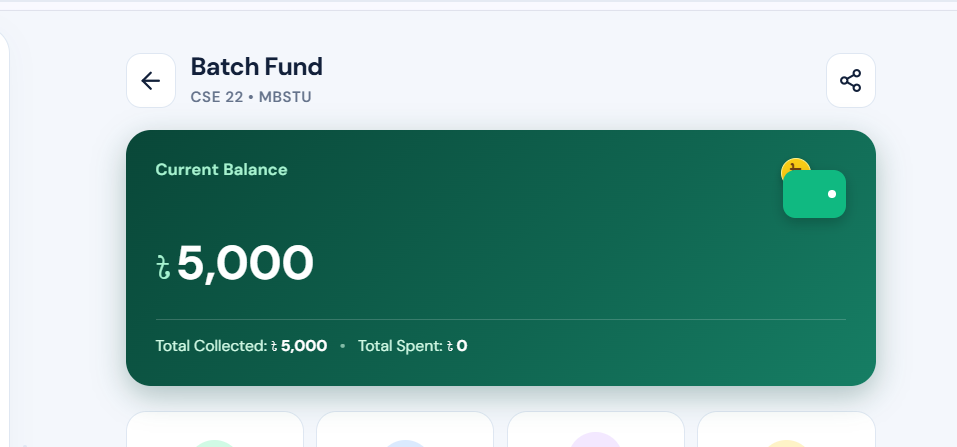 Batch Fund
CSE 22 • MBSTU
Current Balance
৳ 5,000
Total Collected: ৳ 5,000 • Total Spent: ৳ 0